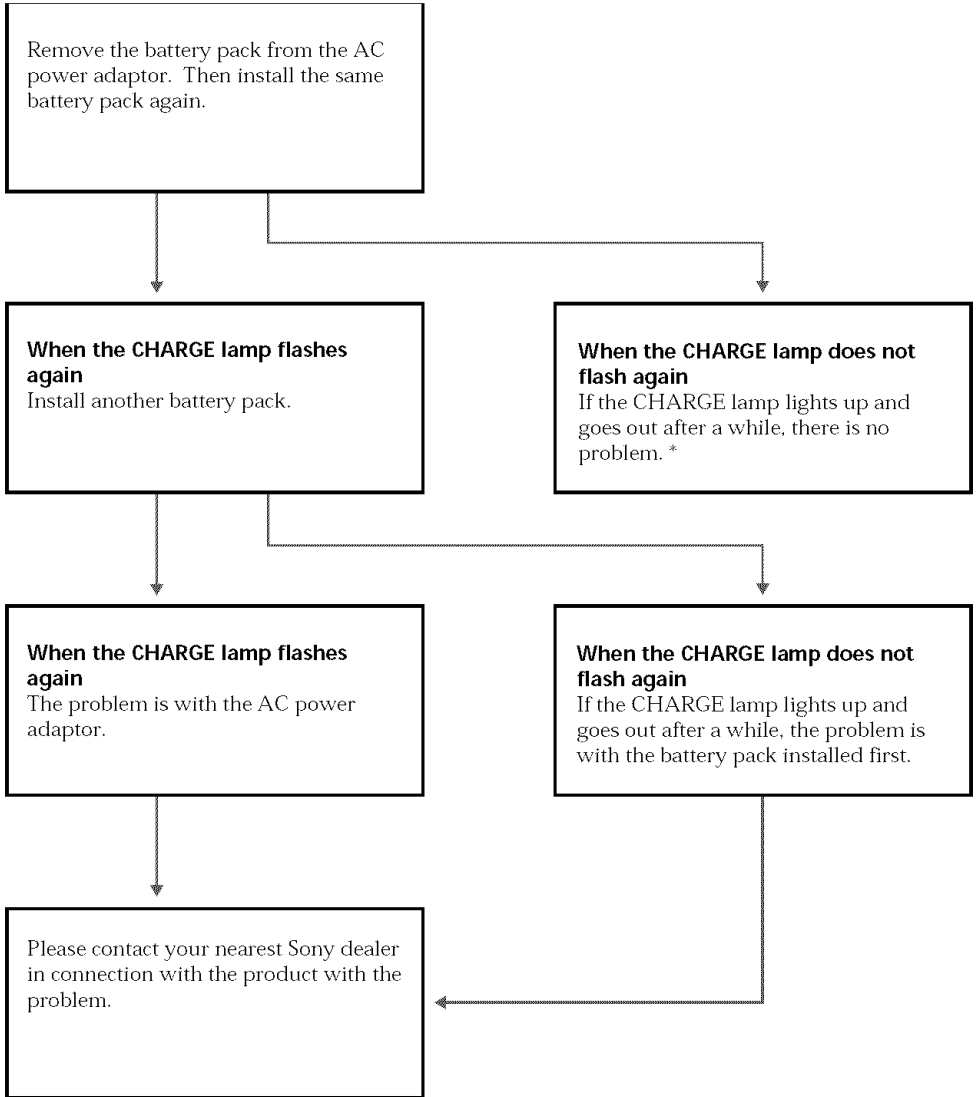 Remove the battery pack from the AC
power adaptor. Then install the same
battery pack again.
When the CHARGE lamp flashes
again
Install another battery pack.
When the CHARGE lamp does not
flash again
If the CHARGE lamp lights up and
goes out after a while, there is no
problem. *
When the CHARGE lamp flashes
again
The problem is with the AC power
adaptor.
When the CHARGE lamp does not
flash again
If the CHARGE lamp lights up and
goes out after a while, the problem is
with the battery pack installed first.
Please contact your nearest Sony dealer
in connection with the product with the
problem.